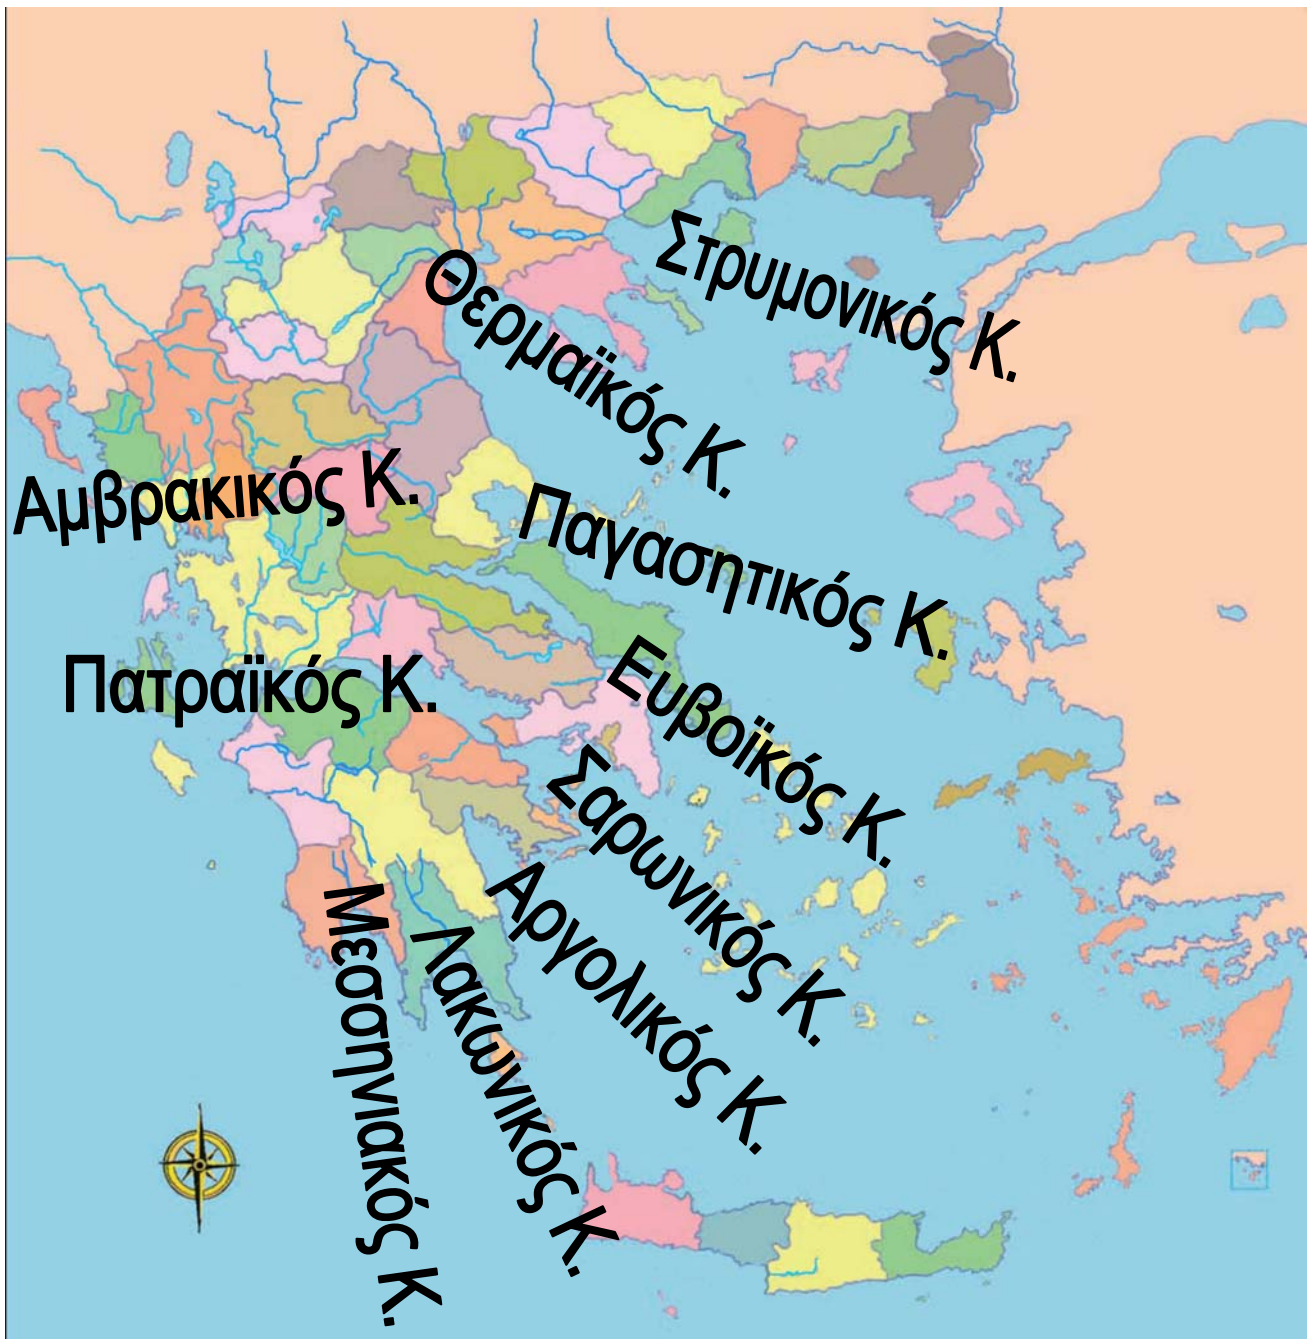 Στρυμονικός Κ.
Θερμαϊκός Κ.
Αμβρακικός Κ.
Παγασητικός Κ.
Πατραϊκός Κ.
Ευβοϊκός Κ.
Σαρωνικός Κ.
Αργολικός Κ.
Λακωνικός Κ.
Μεσσηνιακός Κ.